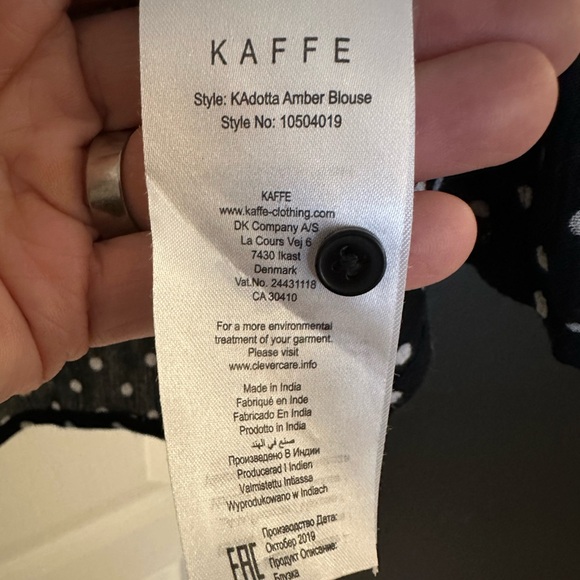 KAFFE
Style: KAdotta Amber Blouse
Style No: 10504019
KAFFE
www.kaffe-clothing.com
DK Company A/S
La Cours Vej 6
7430 Ikast
Denmark
Vat.No. 24431118
CA 30410
For a more environmental
treatment of your garment.
Please visit
www.clevercare.info
Made in India
Fabriqué en Inde
Fabricado En India
Prodotto in India
صنع في الهند
Произведено В Индии
Producerad I Indien
Valmistettu Intiassa
Wyprodukowano w Indiach
EAC
Производство Дата:
Октобер 2019
Продукт Описание:
Блузка